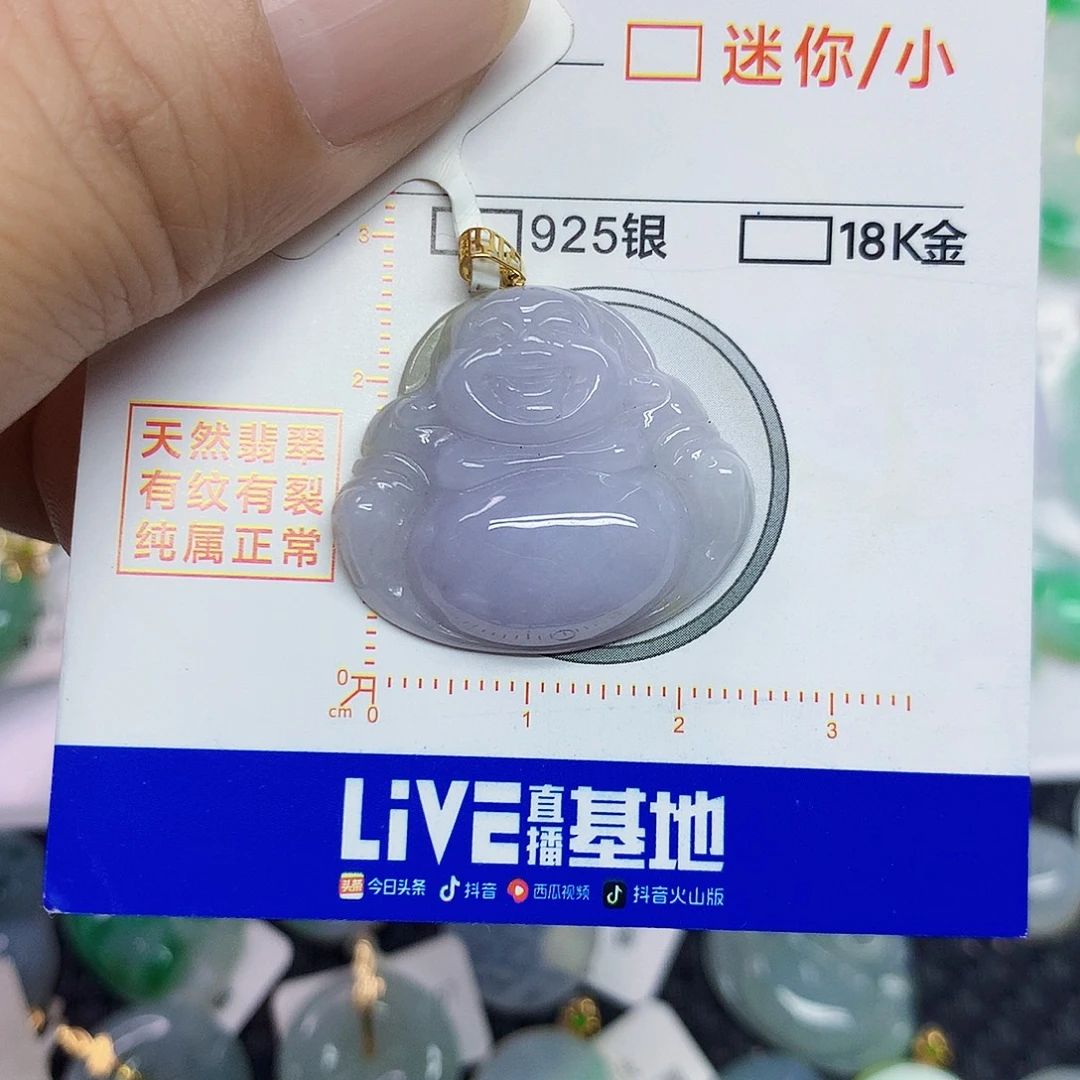 迷你/小
925银 18K金
3
2
天然翡翠
有纹有裂
纯属正常
0
cm 0 1 2 3
LiVE直播基地
头条 今日头条 抖音 西瓜视频 抖音火山版